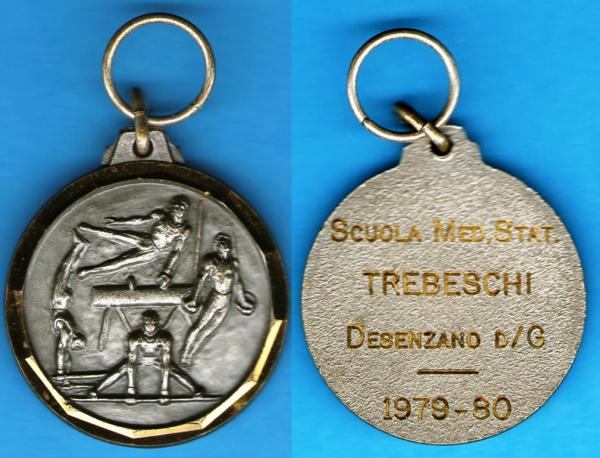 SCUOLA MED. STAT.
TREBESCHI
DESENZANO D/G
1979-80